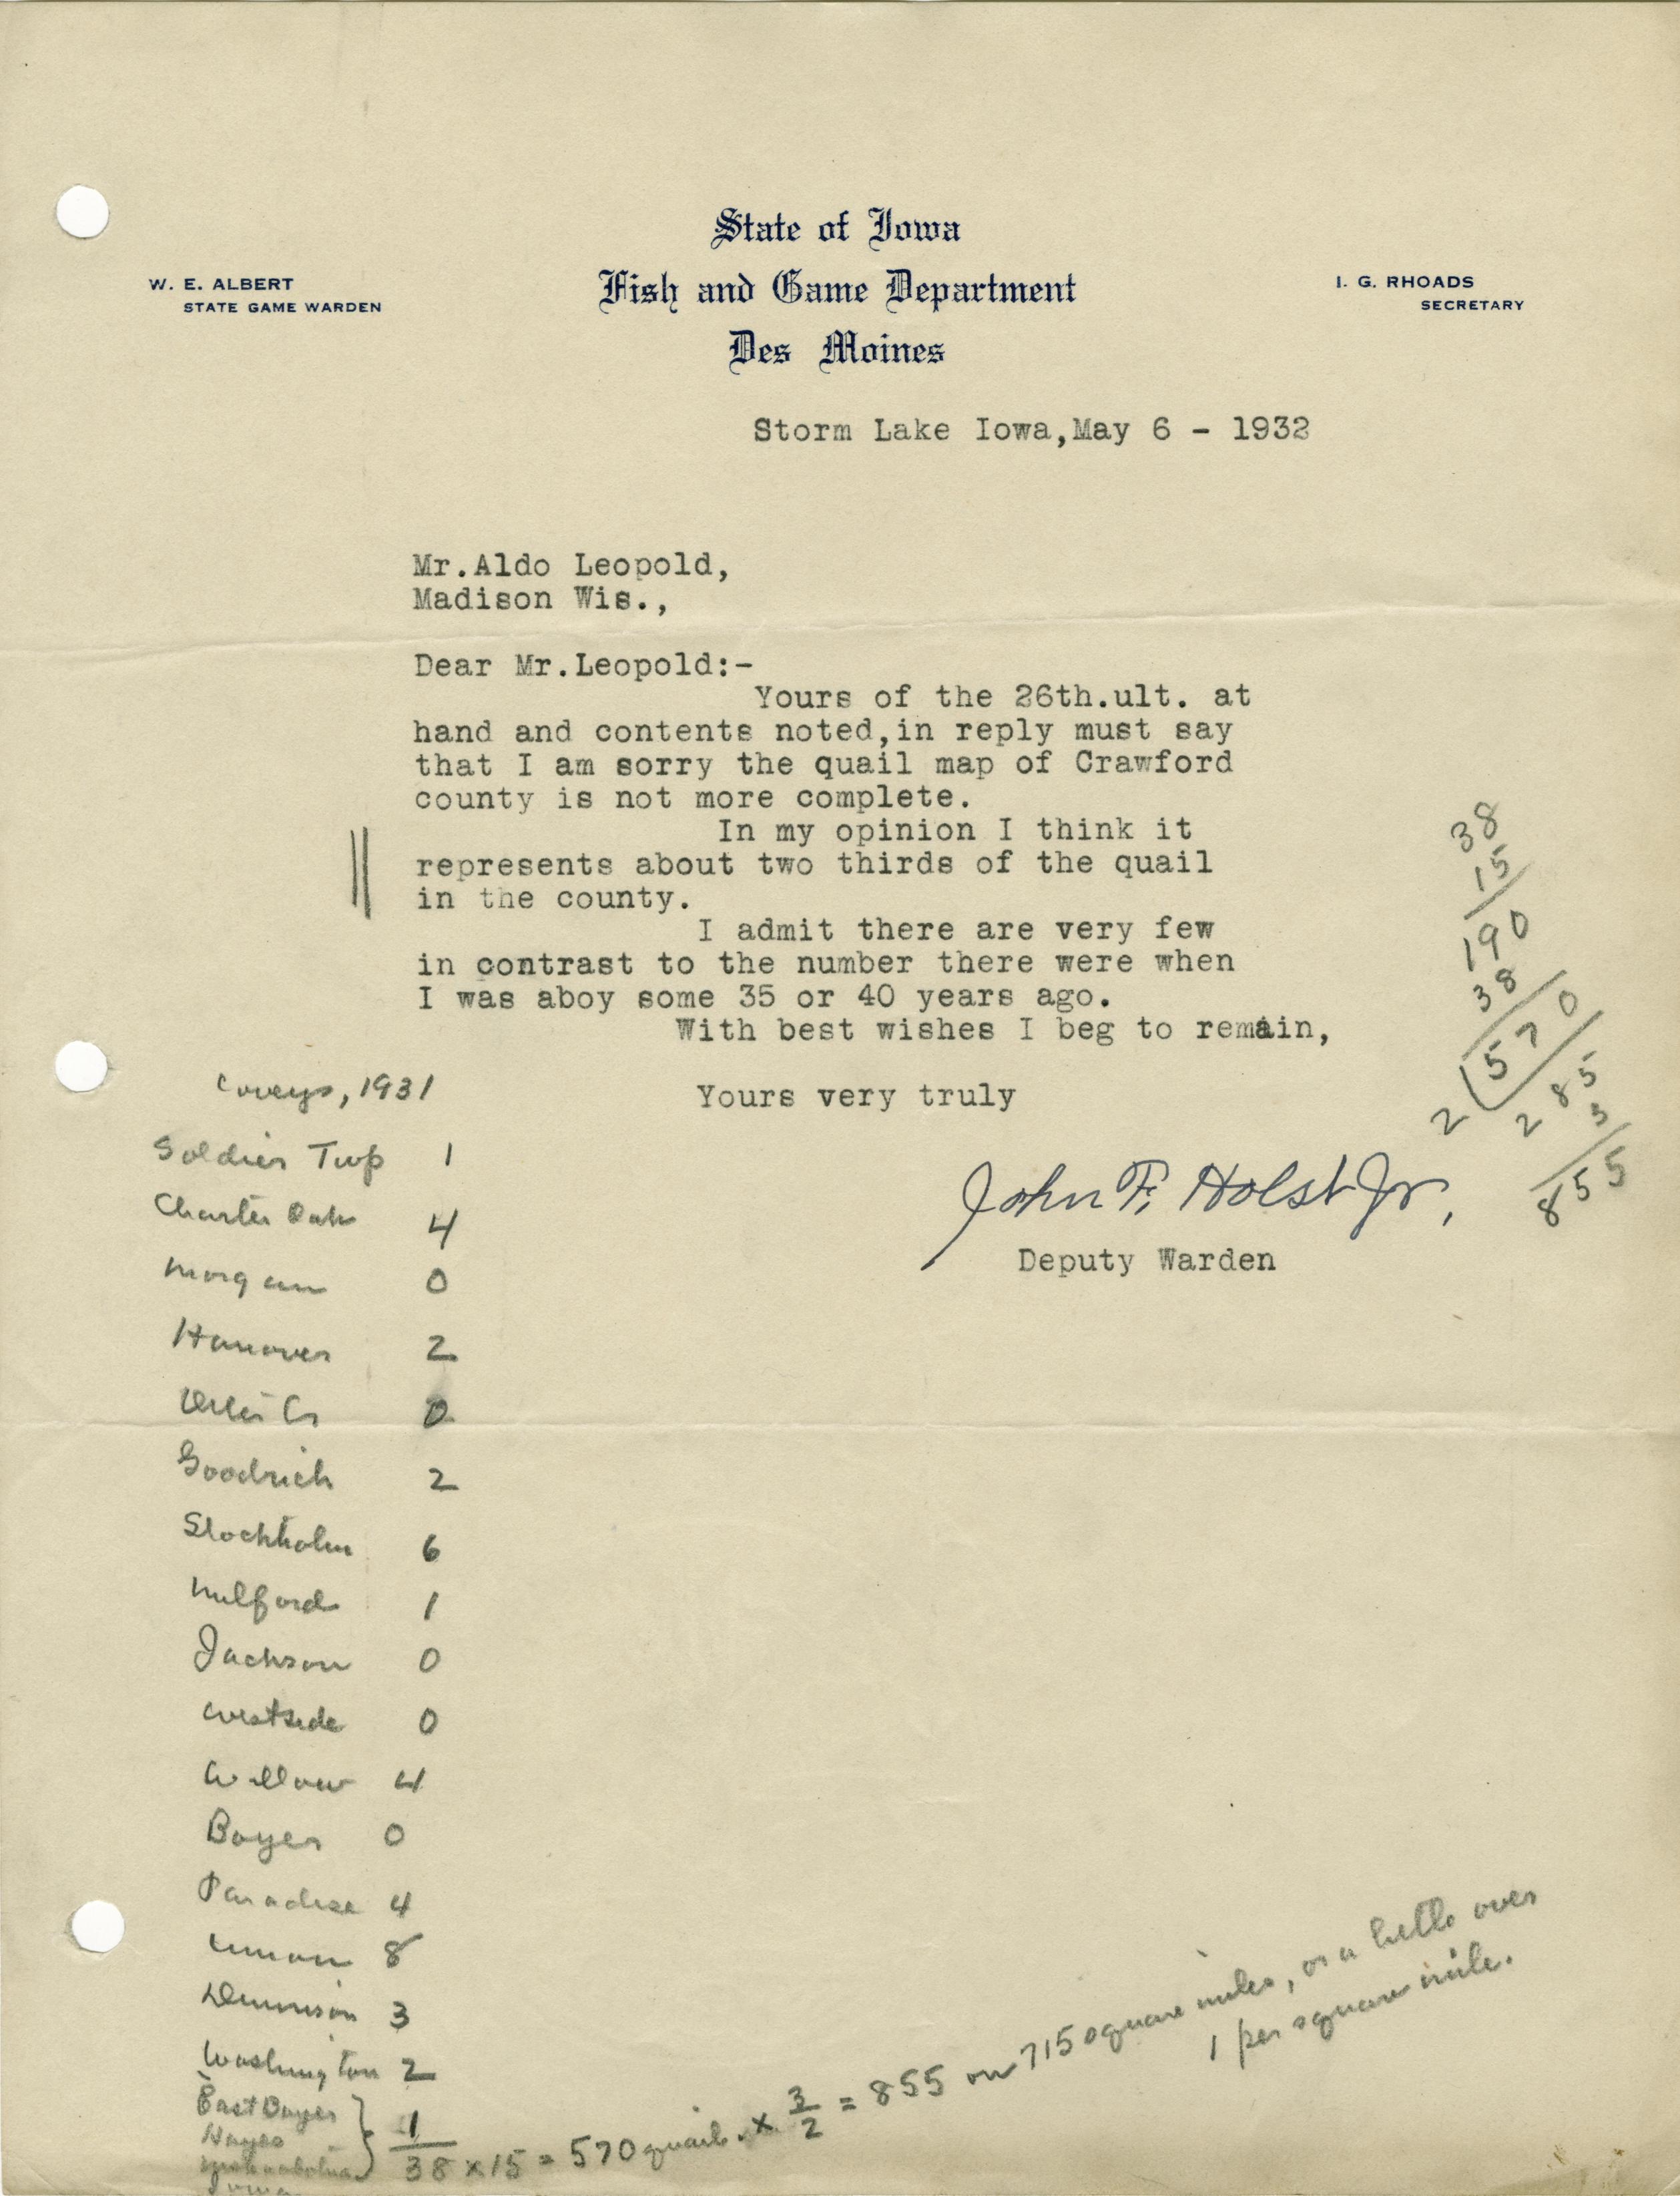 State of Iowa
Fish and Game Department
Des Moines
W. E. ALBERT
STATE GAME WARDEN
I. G. RHOADS
SECRETARY
Storm Lake Iowa,May 6 - 1932
Mr.Aldo Leopold,
Madison Wis.,
Dear Mr.Leopold:-
Yours of the 26th.ult. at
hand and contents noted,in reply must say
that I am sorry the quail map of Crawford
county is not more complete.
In my opinion I think it
represents about two thirds of the quail
in the county.
I admit there are very few
in contrast to the number there were when
I was aboy some 35 or 40 years ago.
With best wishes I beg to remain,
Yours very truly
John F. Holst Jr,
Deputy Warden
38
15
190
38
2 570
285
3
855
Coveys, 1931
Soldier Twp 1
Charter Oak 4
Morgan 0
Hanover 2
Otter Cr 0
Goodrich 2
Stockholm 6
Milford 1
Jackson 0
Westside 0
Willow 4
Boyer 0
Paradise 4
Union 8
Dennison 3
Washington 2
East Boyer
Hayes
1
38 x 15 = 570 quail x 3/2 = 855 on 715 square miles, or a little over
1 per square mile.